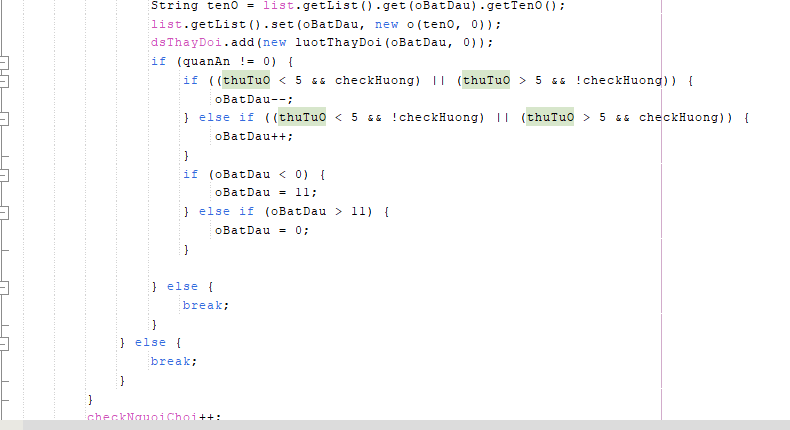 String tenO = list.getList().get(oBatDau).getTenO();
list.getList().set(oBatDau, new o(tenO, 0));
dsThayDoi.add(new luotThayDoi(oBatDau, 0));
if (quanAn != 0) {
if ((thuTuO < 5 && checkHuong) || (thuTuO > 5 && !checkHuong)) {
oBatDau--;
} else if ((thuTuO < 5 && !checkHuong) || (thuTuO > 5 && checkHuong)) {
oBatDau++;
}
if (oBatDau < 0) {
oBatDau = 11;
} else if (oBatDau > 11) {
oBatDau = 0;
}
} else {
break;
}
} else {
break;
}
}
checkNguoiChoi++;